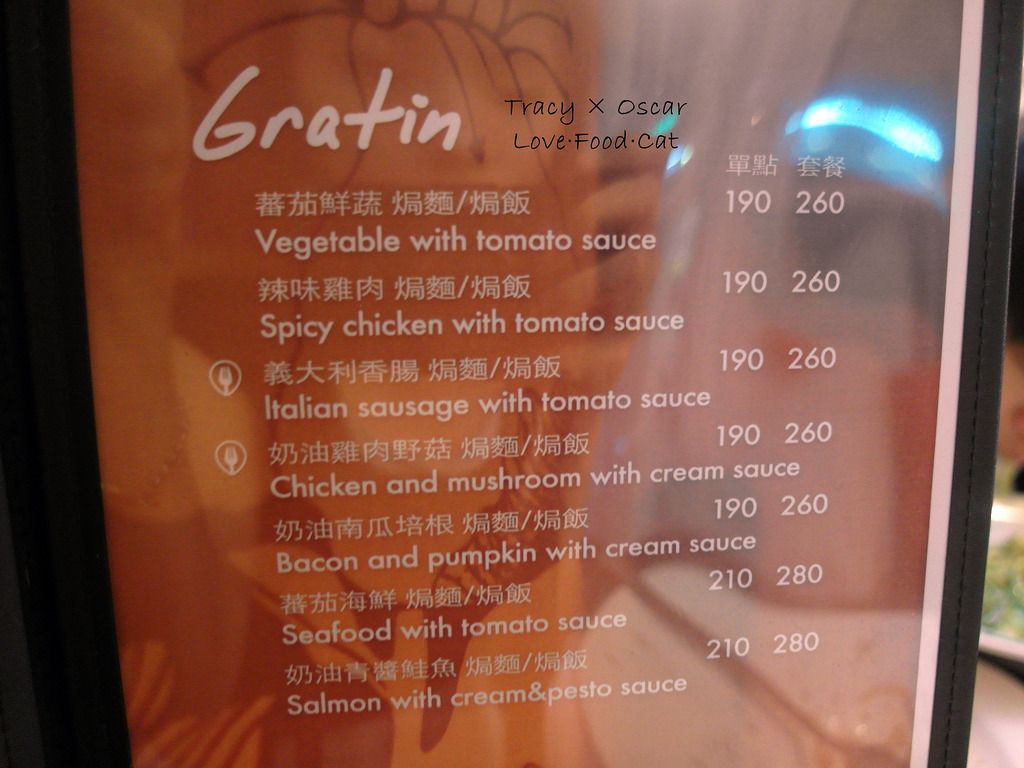 Gratin
Tracy X Oscar
Love·Food·Cat
單點 套餐
蕃茄鮮蔬 焗麵/焗飯 190 260
Vegetable with tomato sauce
辣味雞肉 焗麵/焗飯 190 260
Spicy chicken with tomato sauce
義大利香腸 焗麵/焗飯 190 260
Italian sausage with tomato sauce
奶油雞肉野菇 焗麵/焗飯 190 260
Chicken and mushroom with cream sauce
奶油南瓜培根 焗麵/焗飯 190 260
Bacon and pumpkin with cream sauce
蕃茄海鮮 焗麵/焗飯 210 280
Seafood with tomato sauce
奶油青醬鮭魚 焗麵/焗飯 210 280
Salmon with cream&pesto sauce